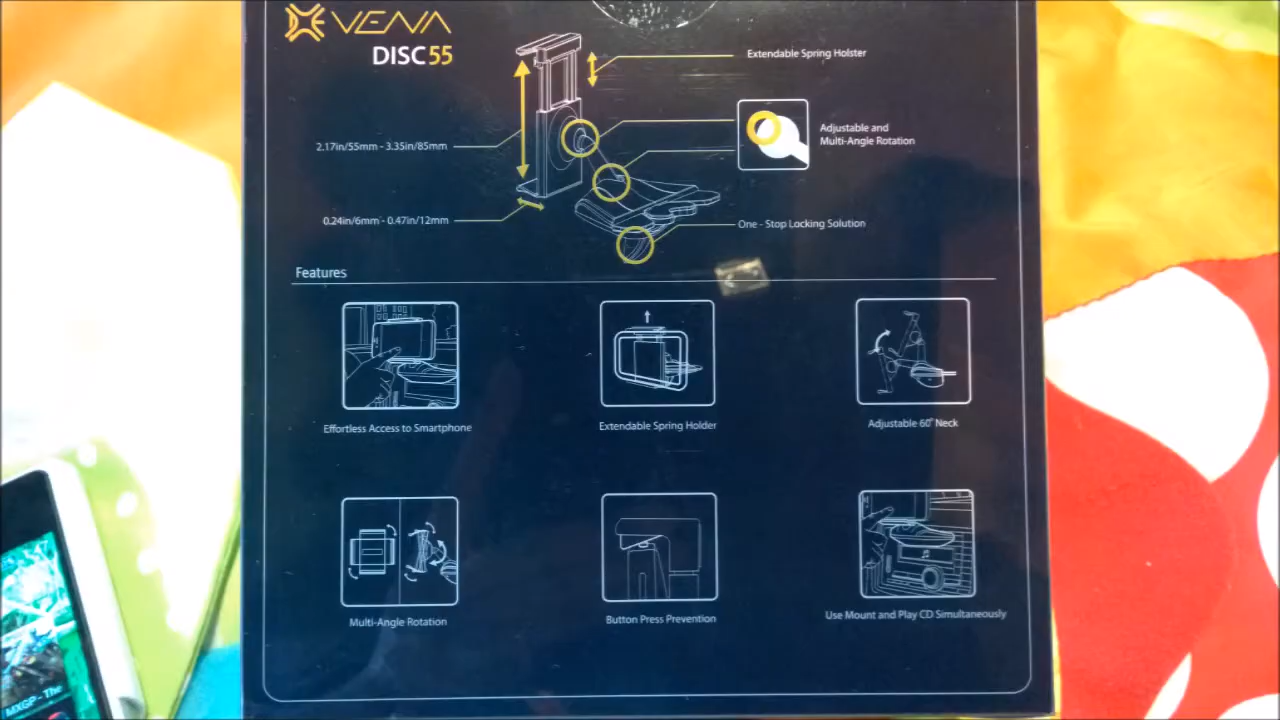 VENA
DISC55
Extendable Spring Holster
Adjustable and
Multi-Angle Rotation
2.17in/55mm - 3.35in/85mm
0.24in/6mm - 0.47in/12mm
One - Stop Locking Solution
Features
Effortless Access to Smartphone
Extendable Spring Holder
Adjustable 60° Neck
Multi-Angle Rotation
Button Press Prevention
Use Mount and Play CD Simultaneously
MXGP - The